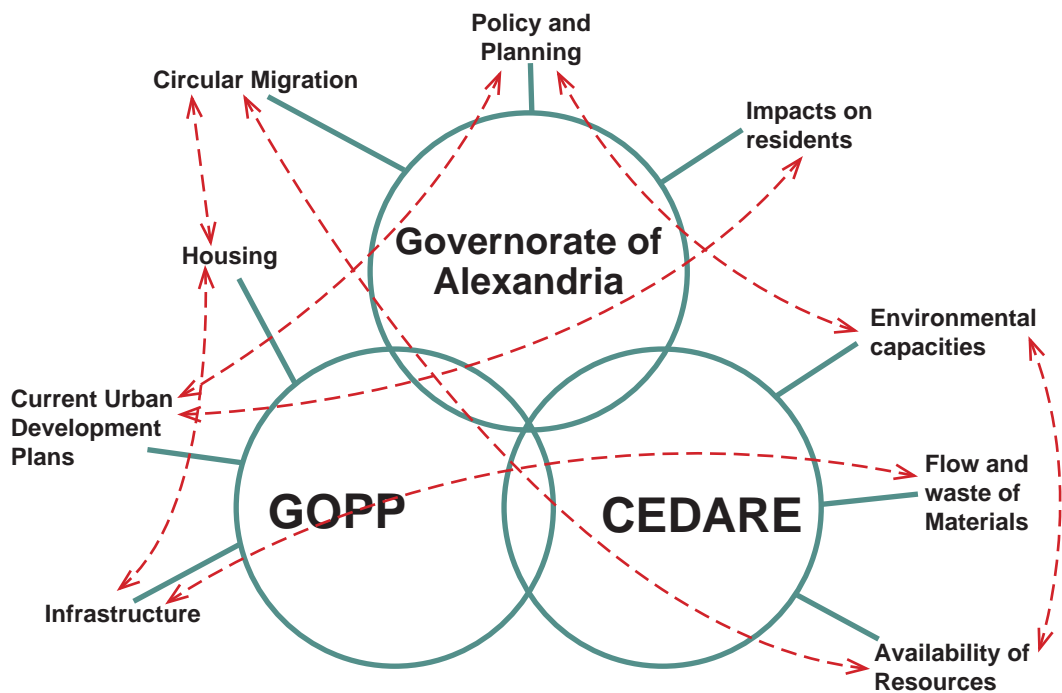 Policy and
Planning
Circular Migration
Impacts on
residents
Governorate of
Alexandria
Housing
Environmental
capacities
Current Urban
Development
Plans
GOPP
CEDARE
Flow and
waste of
Materials
Infrastructure
Availability of
Resources